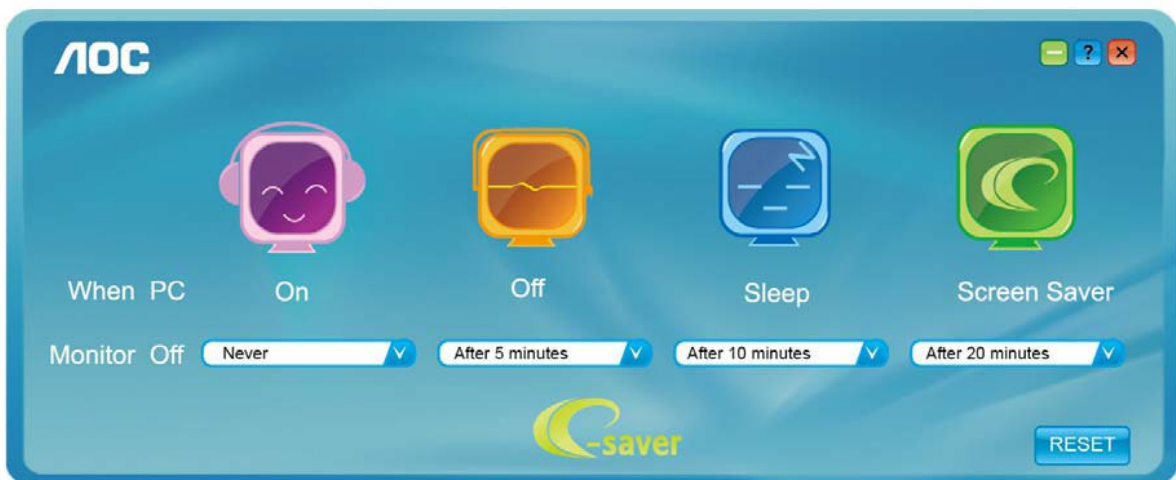 AOC
?
When PC On Off Sleep Screen Saver
Monitor Off Never After 5 minutes After 10 minutes After 20 minutes
e-saver
RESET